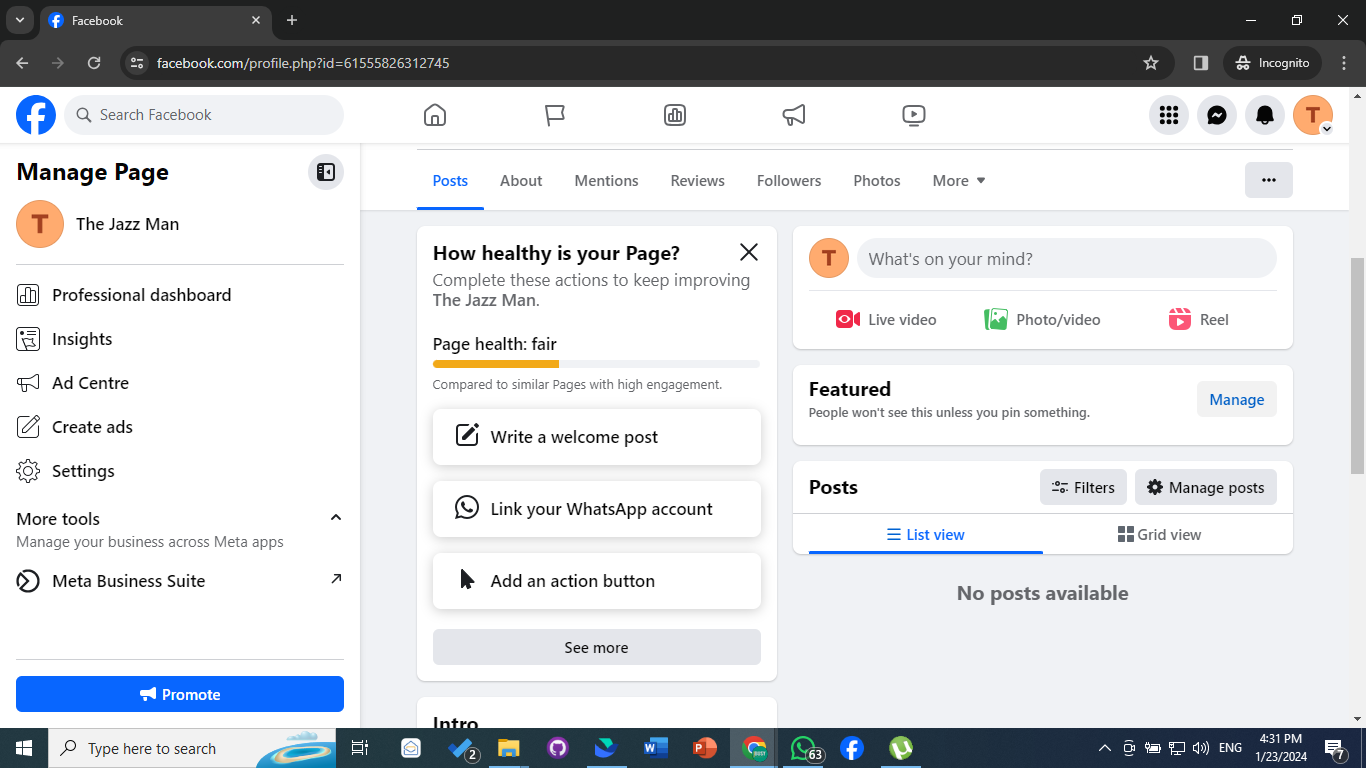 Facebook
facebook.com/profile.php?id=61555826312745
Incognito
Search Facebook
T
Manage Page
T
The Jazz Man
Professional dashboard
Insights
Ad Centre
Create ads
Settings
More tools
Manage your business across Meta apps
Meta Business Suite
Promote
Posts About Mentions Reviews Followers Photos More
How healthy is your Page?
Complete these actions to keep improving
The Jazz Man.
Page health: fair
Compared to similar Pages with high engagement.
Write a welcome post
Link your WhatsApp account
Add an action button
See more
Intro
T
What's on your mind?
Live video Photo/video Reel
Featured
People won't see this unless you pin something.
Manage
Posts
Filters
Manage posts
List view Grid view
No posts available
Type here to search
2
63
ENG
4:31 PM
1/23/2024
7